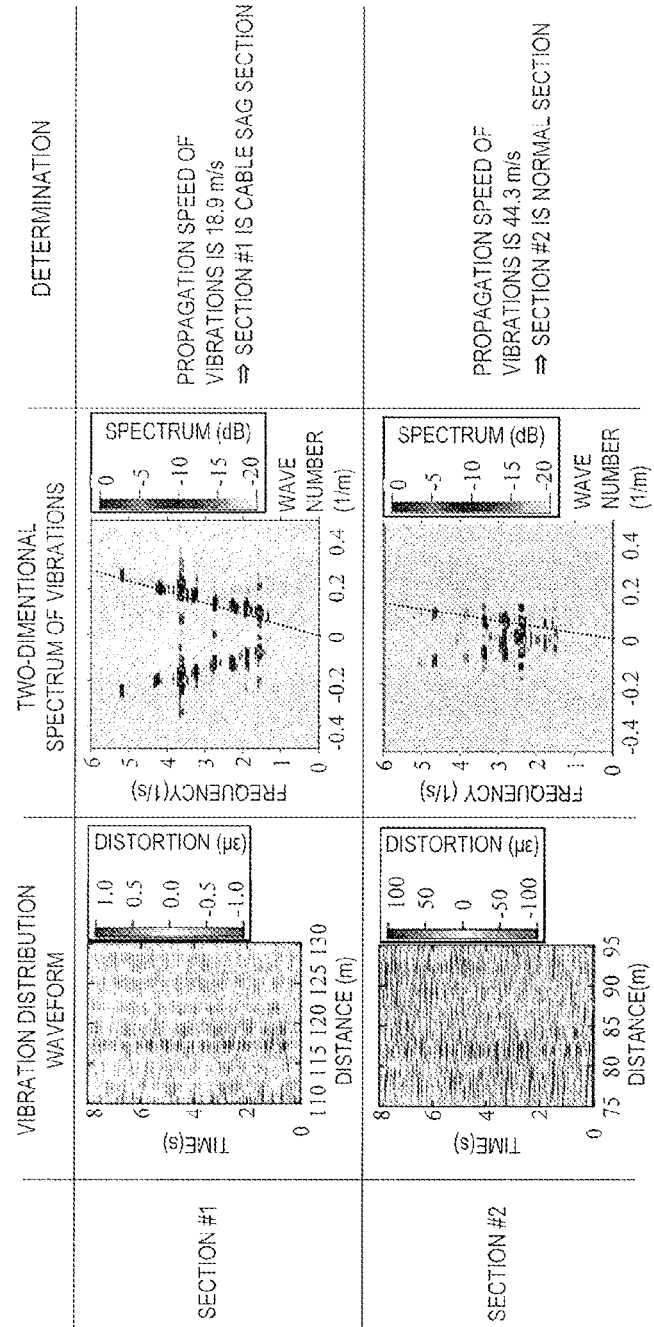 VIBRATION DISTRIBUTION
WAVEFORM
TWO-DIMENTIONAL
SPECTRUM OF VIBRATIONS
DETERMINATION
SECTION #1
TIME(s)
8
6
4
2
0
110 115 120 125 130
DISTANCE (m)
DISTORTION (με)
1.0
0.5
0.0
-0.5
-1.0
FREQUENCY(1/s)
6
5
4
3
2
1
0
-0.4 -0.2 0 0.2 0.4
WAVE
NUMBER
(1/m)
SPECTRUM (dB)
0
-5
-10
-15
-20
PROPAGATION SPEED OF
VIBRATIONS IS 18.9 m/s
⇒ SECTION #1 IS CABLE SAG SECTION
SECTION #2
TIME(s)
8
6
4
2
0
75 80 85 90 95
DISTANCE(m)
DISTORTION (με)
100
50
0
-50
-100
FREQUENCY (1/s)
6
5
4
3
2
1
0
-0.4 -0.2 0 0.2 0.4
WAVE
NUMBER
(1/m)
SPECTRUM (dB)
0
-5
-10
-15
-20
PROPAGATION SPEED OF
VIBRATIONS IS 44.3 m/s
⇒ SECTION #2 IS NORMAL SECTION